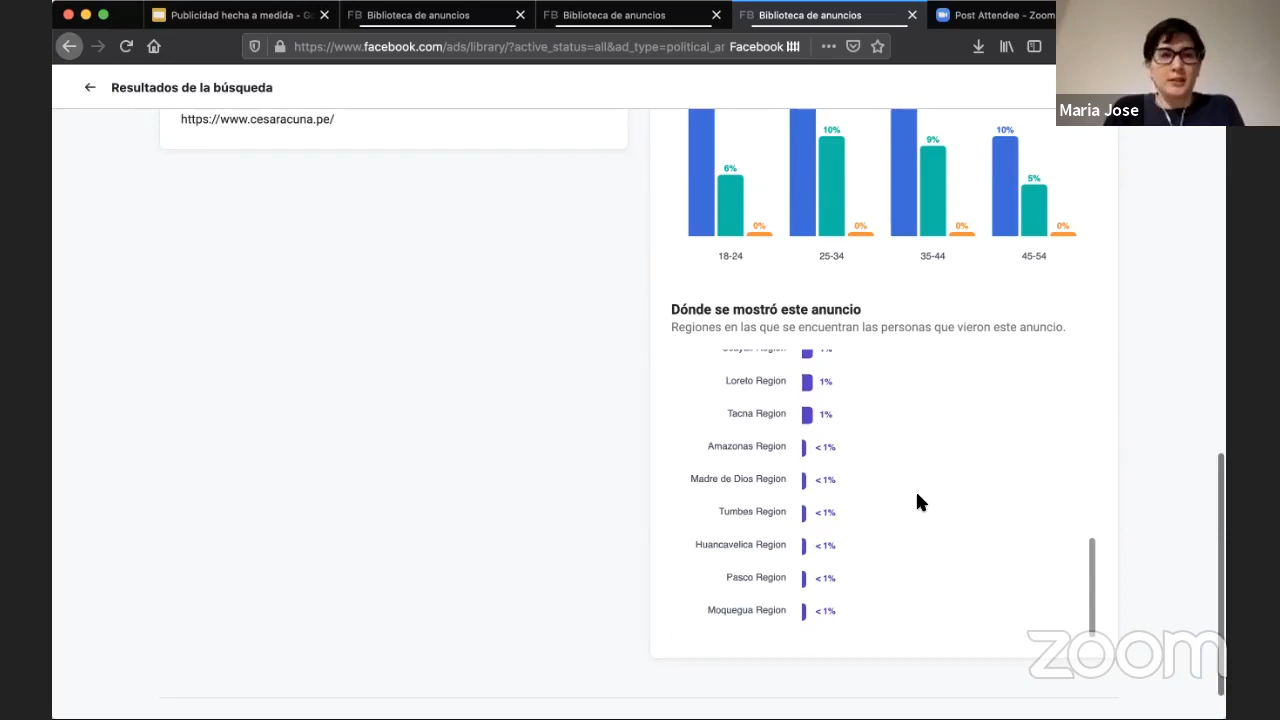 Publicidad hecha a medida - Go
FB Biblioteca de anuncios
FB Biblioteca de anuncios
FB Biblioteca de anuncios
Post Attendee - Zoom
https://www.facebook.com/ads/library/?active_status=all&ad_type=political_ar
Facebook
Maria Jose
Resultados de la búsqueda
https://www.cesaracuna.pe/
6%
0%
10%
0%
9%
0%
10%
5%
0%
18-24
25-34
35-44
45-54
Dónde se mostró este anuncio
Regiones en las que se encuentran las personas que vieron este anuncio.
Loreto Region 1%
Tacna Region 1%
Amazonas Region < 1%
Madre de Dios Region < 1%
Tumbes Region < 1%
Huancavelica Region < 1%
Pasco Region < 1%
Moquegua Region < 1%
zoom